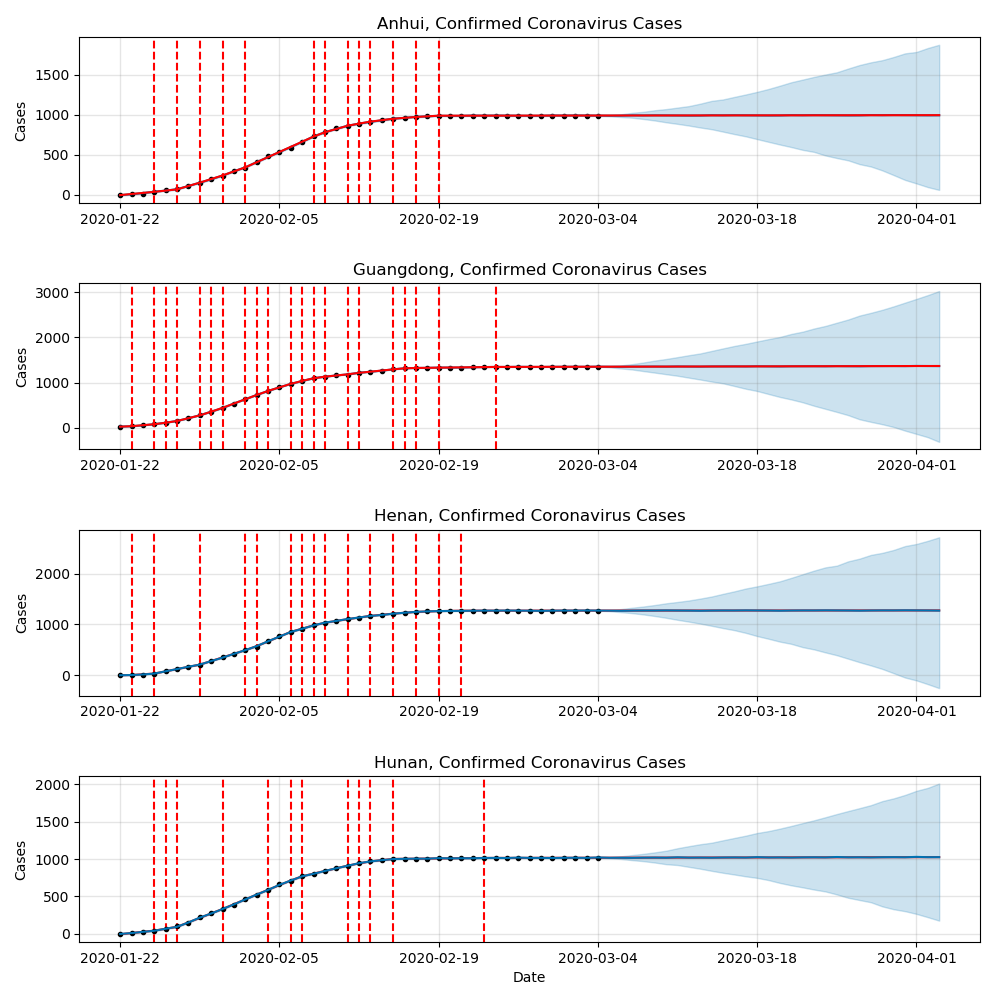 Anhui, Confirmed Coronavirus Cases
1500
1000
500
0
Cases
2020-01-22 2020-02-05 2020-02-19 2020-03-04 2020-03-18 2020-04-01
Guangdong, Confirmed Coronavirus Cases
3000
2000
1000
0
Cases
2020-01-22 2020-02-05 2020-02-19 2020-03-04 2020-03-18 2020-04-01
Henan, Confirmed Coronavirus Cases
2000
1000
0
Cases
2020-01-22 2020-02-05 2020-02-19 2020-03-04 2020-03-18 2020-04-01
Hunan, Confirmed Coronavirus Cases
2000
1500
1000
500
0
Cases
2020-01-22 2020-02-05 2020-02-19 2020-03-04 2020-03-18 2020-04-01
Date